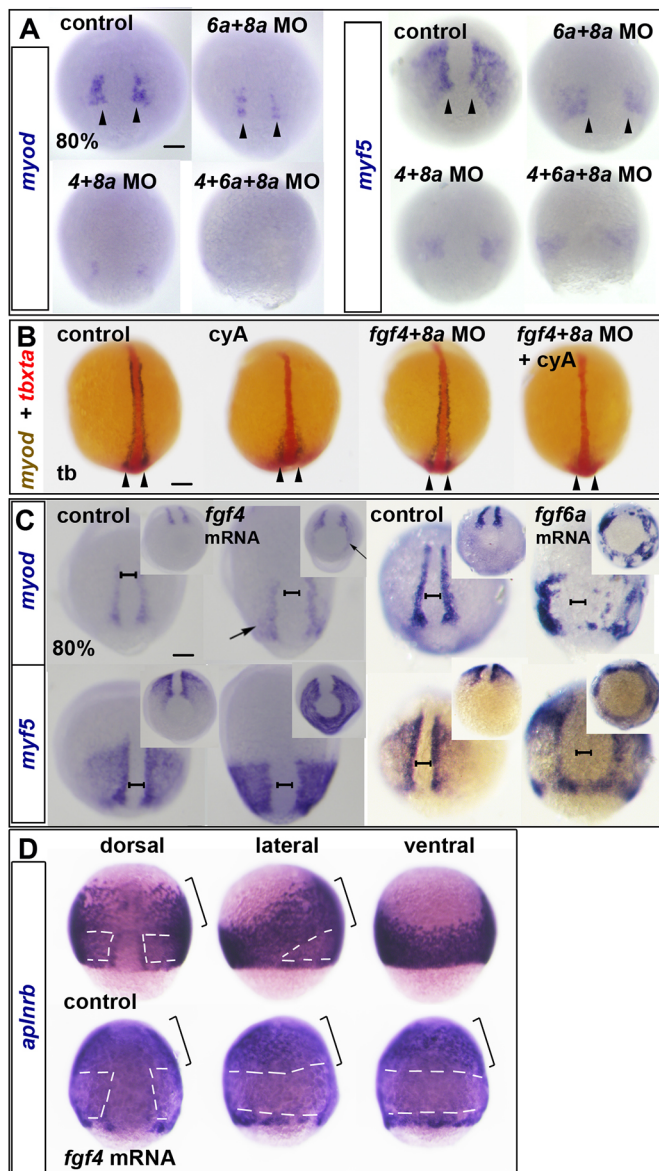 A
control
6a+8a MO
80%
myod
4+8a MO
4+6a+8a MO
control
6a+8a MO
myf5
4+8a MO
4+6a+8a MO
B
control
cyA
fgf4+8a MO
fgf4+8a MO
+ cyA
myod + tbxta
tb
C
control
fgf4
mRNA
control
fgf6a
mRNA
myod
80%
myf5
D
dorsal
lateral
ventral
aplnrb
control
fgf4 mRNA